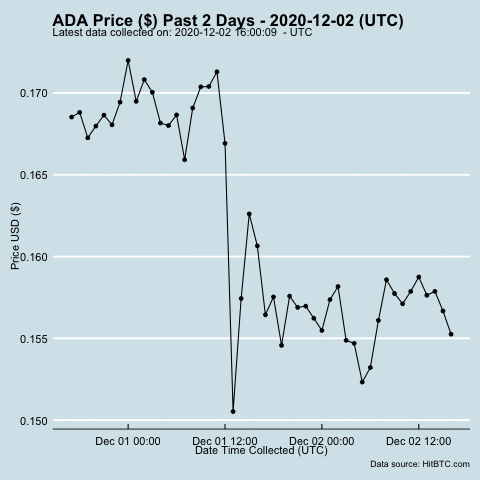 ADA Price ($) Past 2 Days - 2020-12-02 (UTC)
Latest data collected on: 2020-12-02 16:00:09 - UTC
0.170
0.165
0.160
0.155
0.150
Price USD ($)
Dec 01 00:00 Dec 01 12:00 Dec 02 00:00 Dec 02 12:00
Date Time Collected (UTC)
Data source: HitBTC.com